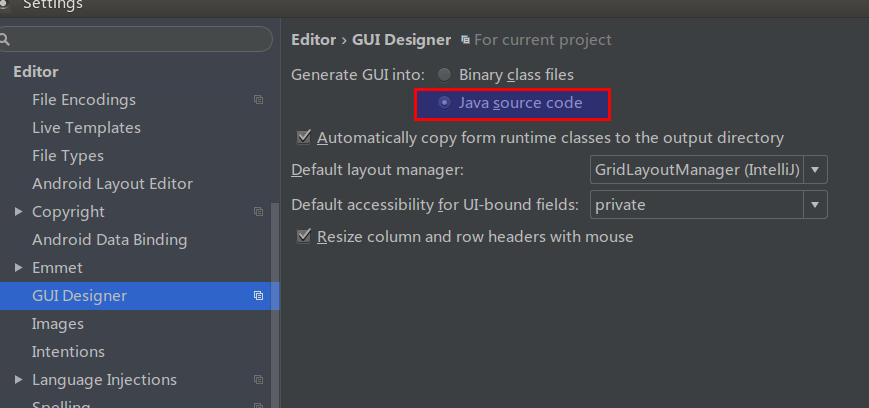 Settings
Editor
File Encodings
Live Templates
File Types
Android Layout Editor
Copyright
Android Data Binding
Emmet
GUI Designer
Images
Intentions
Language Injections
Spelling
Editor › GUI Designer For current project
Generate GUI into: Binary class files
Java source code
Automatically copy form runtime classes to the output directory
Default layout manager: GridLayoutManager (IntelliJ)
Default accessibility for UI-bound fields: private
Resize column and row headers with mouse